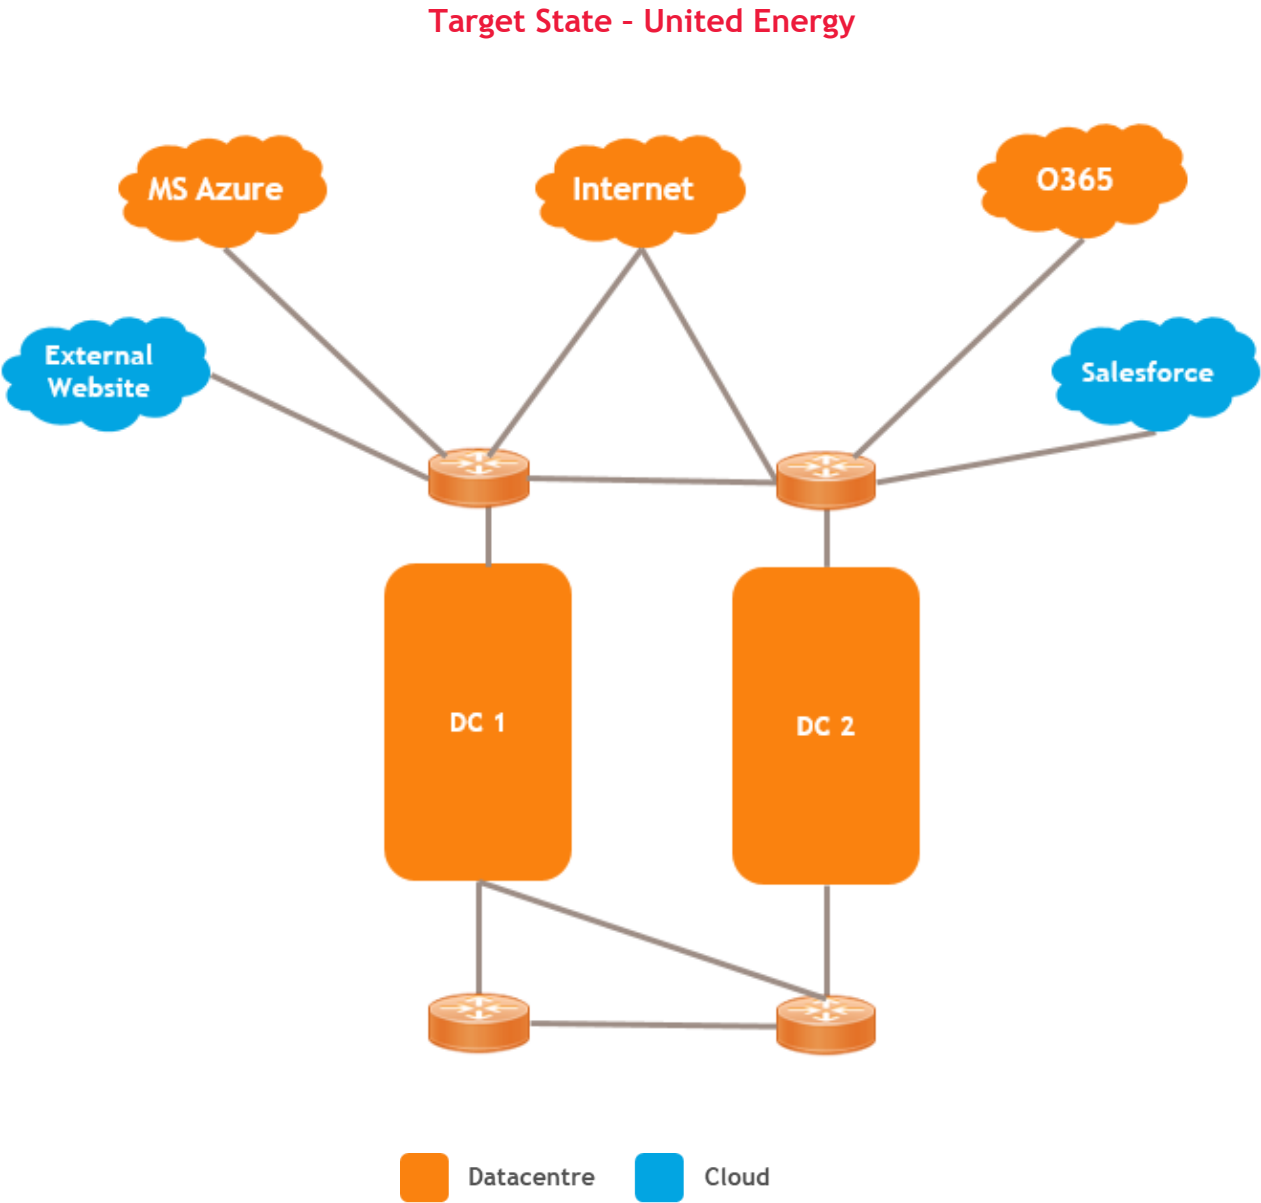 Target State – United Energy
MS Azure
Internet
O365
External
Website
Salesforce
DC 1
DC 2
Datacentre
Cloud